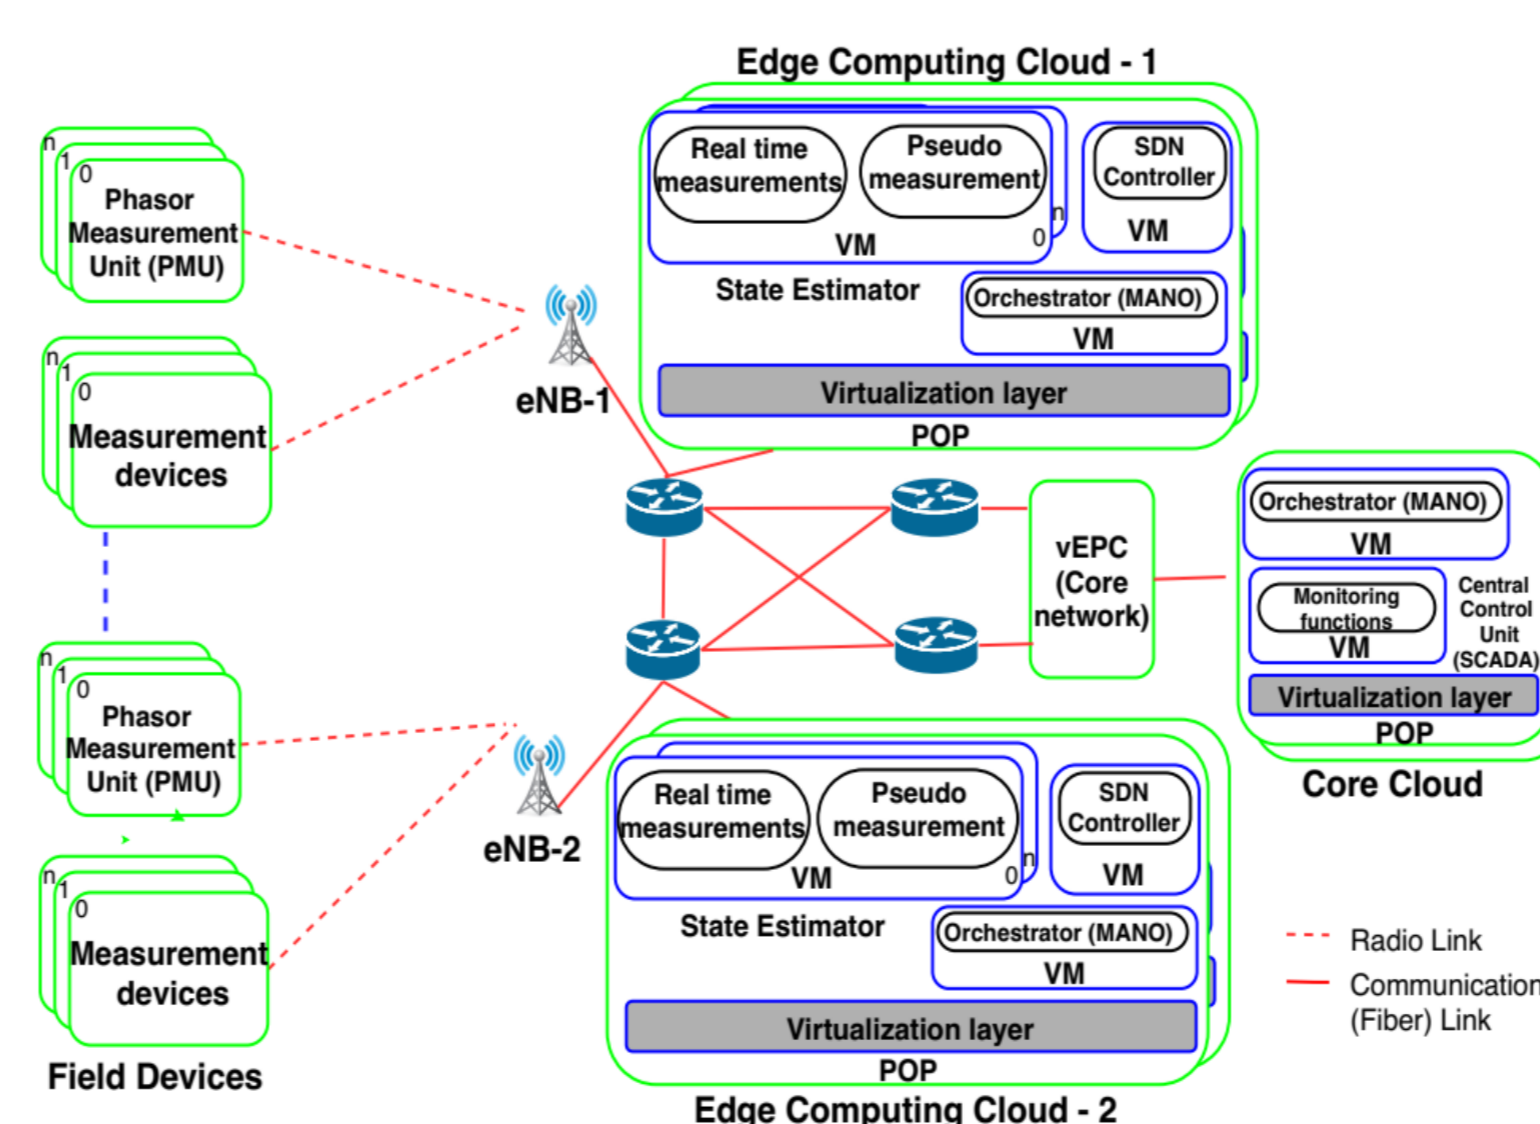 Edge Computing Cloud - 1
n
1
0
Phasor
Measurement
Unit (PMU)
n
1
0
Measurement
devices
n
1
0
Phasor
Measurement
Unit (PMU)
n
1
0
Measurement
devices
Field Devices
eNB-1
eNB-2
Real time
measurements
Pseudo
measurement
n
0
VM
SDN
Controller
VM
State Estimator
Orchestrator (MANO)
VM
Virtualization layer
POP
vEPC
(Core
network)
Orchestrator (MANO)
VM
Monitoring
functions
VM
Central
Control
Unit
(SCADA)
Virtualization layer
POP
Core Cloud
Real time
measurements
Pseudo
measurement
n
0
VM
SDN
Controller
VM
State Estimator
Orchestrator (MANO)
VM
Virtualization layer
POP
Edge Computing Cloud - 2
Radio Link
Communication
(Fiber) Link